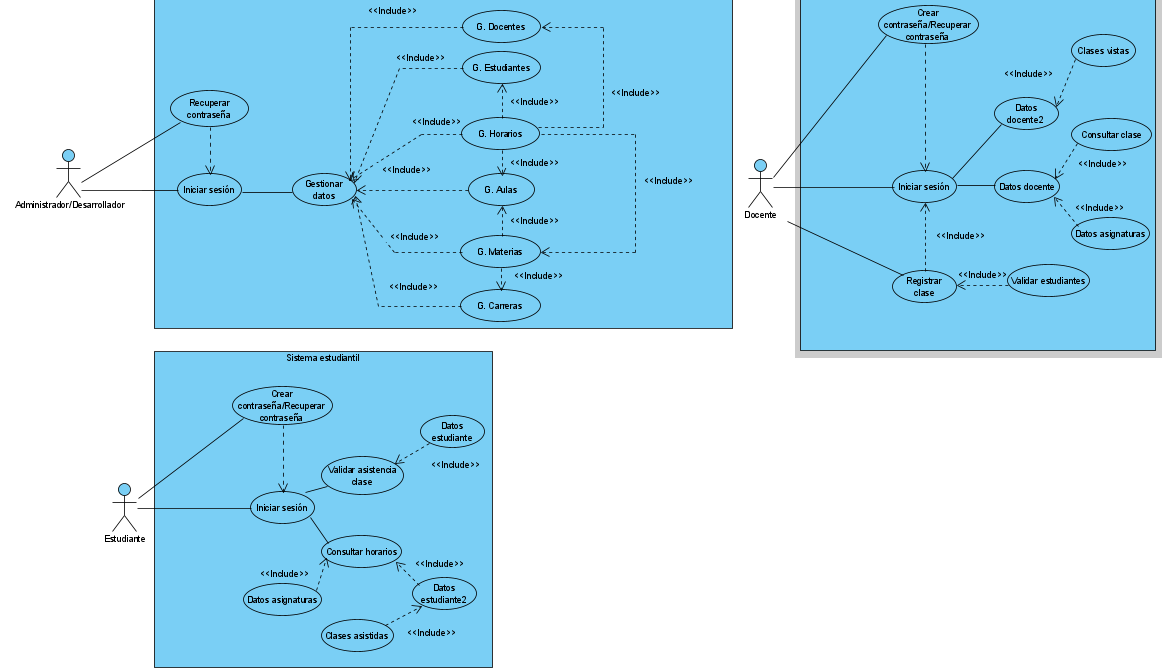 <<Include>>
G. Docentes
<<Include>>
G. Estudiantes
<<Include>>
<<Include>>
Recuperar
contraseña
<<Include>>
G. Horarios
<<Include>>
<<Include>>
Administrador/Desarrollador
Iniciar sesión
Gestionar
datos
G. Aulas
<<Include>>
<<Include>>
<<Include>>
G. Materias
<<Include>>
<<Include>>
G. Carreras
Crear
contraseña/Recuperar
contraseña
Clases vistas
<<Include>>
Datos
docente2
Consultar clase
<<Include>>
Docente
Iniciar sesión
Datos docente
<<Include>>
Datos asignaturas
<<Include>>
Registrar
clase
<<Include>>
Validar estudiantes
Sistema estudiantil
Crear
contraseña/Recuperar
contraseña
Datos
estudiante
<<Include>>
Validar asistencia
clase
Estudiante
Iniciar sesión
Consultar horarios
<<Include>>
<<Include>>
Datos asignaturas
Datos
estudiante2
Clases asistidas
<<Include>>